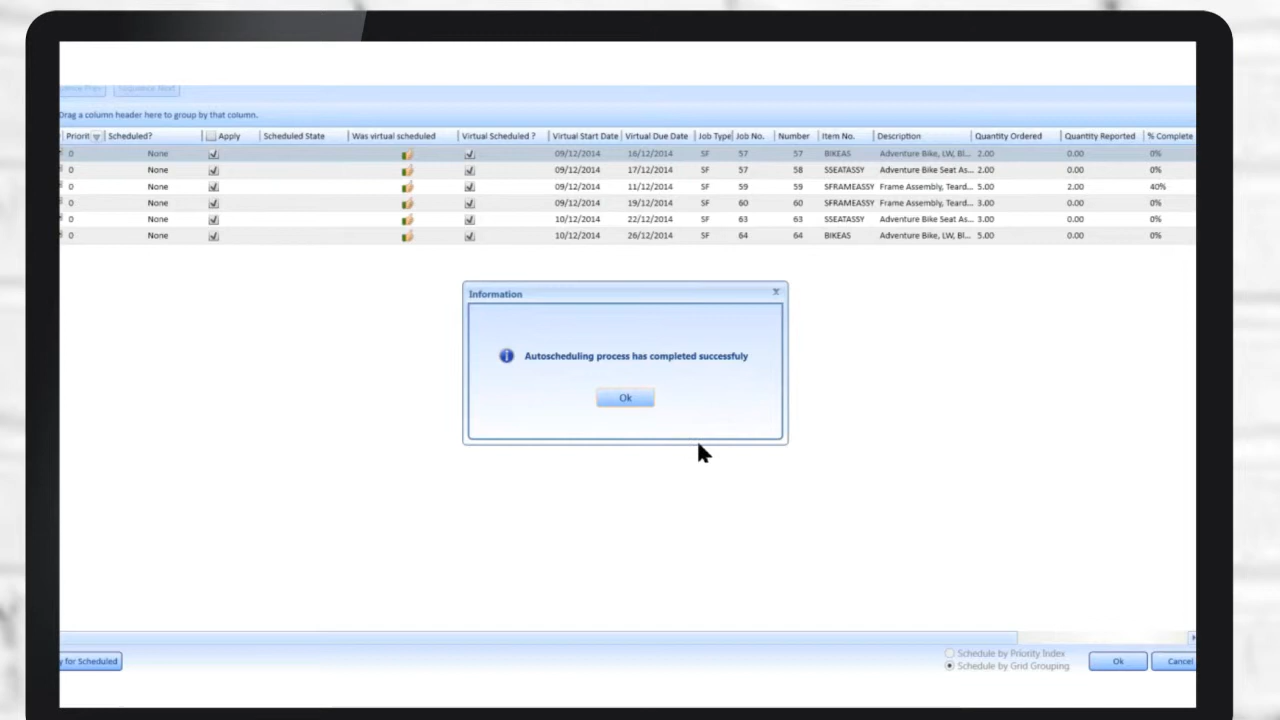 Sequence Prev Sequence Next
Drag a column header here to group by that column.
Priorit Scheduled? Apply Scheduled State Was virtual scheduled Virtual Scheduled ? Virtual Start Date Virtual Due Date Job Type Job No. Number Item No. Description Quantity Ordered Quantity Reported % Complete
0 None 09/12/2014 16/12/2014 SF 57 57 BIKEAS Adventure Bike, LW, Bl... 2.00 0.00 0%
0 None 09/12/2014 17/12/2014 SF 57 58 SSEATASSY Adventure Bike Seat As... 2.00 0.00 0%
0 None 09/12/2014 11/12/2014 SF 59 59 SFRAMEASSY Frame Assembly, Teard... 5.00 2.00 40%
0 None 09/12/2014 19/12/2014 SF 60 60 SFRAMEASSY Frame Assembly, Teard... 3.00 0.00 0%
0 None 10/12/2014 22/12/2014 SF 63 63 SSEATASSY Adventure Bike Seat As... 3.00 0.00 0%
0 None 10/12/2014 26/12/2014 SF 64 64 BIKEAS Adventure Bike, LW, Bl... 5.00 0.00 0%
Information x
Autoscheduling process has completed successfuly
Ok
y for Scheduled
Schedule by Priority Index
Schedule by Grid Grouping
Ok Cancel